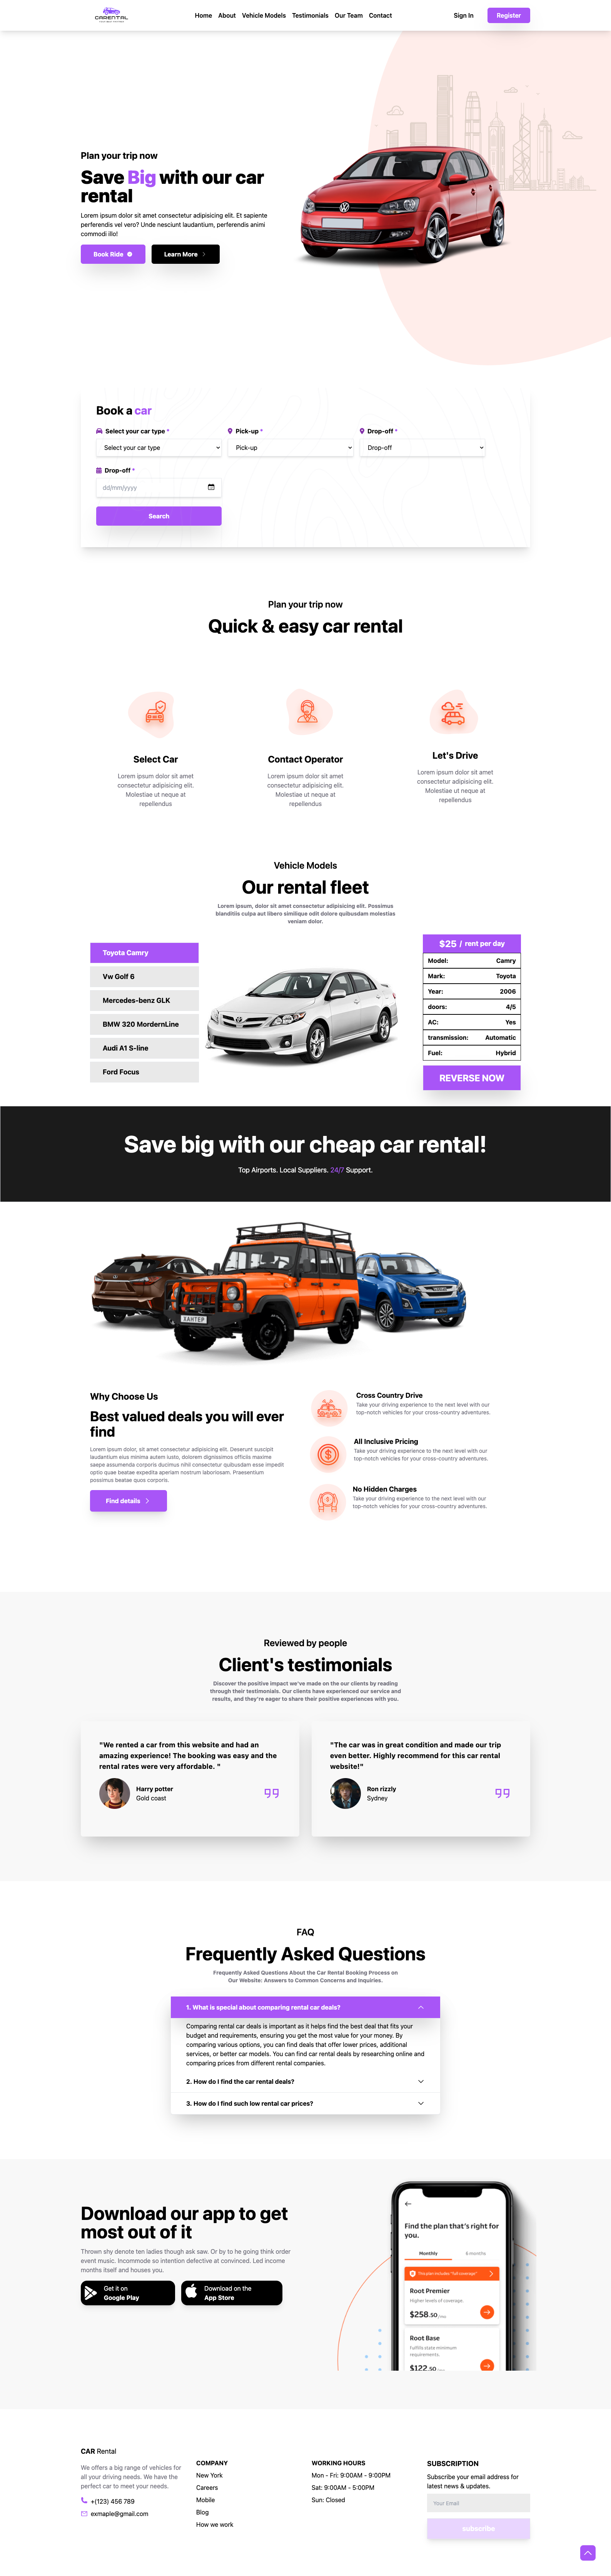 CARENTAL
Home About Vehicle Models Testimonials Our Team Contact
Sign In
Register
Plan your trip now
Save Big with our car
rental
Lorem ipsum dolor sit amet consectetur adipisicing elit. Et sapiente
perferendis vel vero? Unde nesciunt laudantium, perferendis animi
commodi illo!
Book Ride
Learn More
Book a car
Select your car type *
Pick-up *
Drop-off *
Select your car type
Pick-up
Drop-off
Drop-off *
dd/mm/yyyy
Search
Plan your trip now
Quick & easy car rental
Select Car
Lorem ipsum dolor sit amet
consectetur adipisicing elit.
Molestiae ut neque at
repellendus
Contact Operator
Lorem ipsum dolor sit amet
consectetur adipisicing elit.
Molestiae ut neque at
repellendus
Let's Drive
Lorem ipsum dolor sit amet
consectetur adipisicing elit.
Molestiae ut neque at
repellendus
Vehicle Models
Our rental fleet
Lorem ipsum, dolor sit amet consectetur adipisicing elit. Possimus
blanditiis culpa aut libero similique odit dolore quibusdam molestias
veniam dolor.
Toyota Camry
Vw Golf 6
Mercedes-benz GLK
BMW 320 MordernLine
Audi A1 S-line
Ford Focus
$25 / rent per day
Model: Camry
Mark: Toyota
Year: 2006
doors: 4/5
AC: Yes
transmission: Automatic
Fuel: Hybrid
REVERSE NOW
Save big with our cheap car rental!
Top Airports. Local Suppliers. 24/7 Support.
ХАНТЕР
Why Choose Us
Best valued deals you will ever
find
Lorem ipsum dolor, sit amet consectetur adipisicing elit. Deserunt suscipit
laudantium eius minima autem iusto, dolorem dignissimos officiis maxime
saepe assumenda corporis ducimus nihil consectetur quibusdam esse impedit
optio quae beatae expedita aperiam nostrum laboriosam. Praesentium
possimus beatae quos corporis.
Find details
Cross Country Drive
Take your driving experience to the next level with our
top-notch vehicles for your cross-country adventures.
All Inclusive Pricing
Take your driving experience to the next level with our
top-notch vehicles for your cross-country adventures.
No Hidden Charges
Take your driving experience to the next level with our
top-notch vehicles for your cross-country adventures.
Reviewed by people
Client's testimonials
Discover the positive impact we've made on the our clients by reading
through their testimonials. Our clients have experienced our service and
results, and they're eager to share their positive experiences with you.
"We rented a car from this website and had an
amazing experience! The booking was easy and the
rental rates were very affordable. "
Harry potter
Gold coast
"The car was in great condition and made our trip
even better. Highly recommend for this car rental
website!"
Ron rizzly
Sydney
FAQ
Frequently Asked Questions
Frequently Asked Questions About the Car Rental Booking Process on
Our Website: Answers to Common Concerns and Inquiries.
1. What is special about comparing rental car deals?
Comparing rental car deals is important as it helps find the best deal that fits your
budget and requirements, ensuring you get the most value for your money. By
comparing various options, you can find deals that offer lower prices, additional
services, or better car models. You can find car rental deals by researching online and
comparing prices from different rental companies.
2. How do I find the car rental deals?
3. How do I find such low rental car prices?
Download our app to get
most out of it
Thrown shy denote ten ladies though ask saw. Or by to he going think order
event music. Incommode so intention defective at convinced. Led income
months itself and houses you.
Get it on
Google Play
Download on the
App Store
Find the plan that's right for
you.
Monthly
6 months
This plan includes "full coverage"
Root Premier
Higher levels of coverage.
$258.50/mo
Root Base
Fulfills state minimum
requirements.
$122.50/mo
CAR Rental
We offers a big range of vehicles for
all your driving needs. We have the
perfect car to meet your needs.
+(123) 456 789
exmaple@gmail.com
COMPANY
New York
Careers
Mobile
Blog
How we work
WORKING HOURS
Mon - Fri: 9:00AM - 9:00PM
Sat: 9:00AM - 5:00PM
Sun: Closed
SUBSCRIPTION
Subscribe your email address for
latest news & updates.
Your Email
subscribe